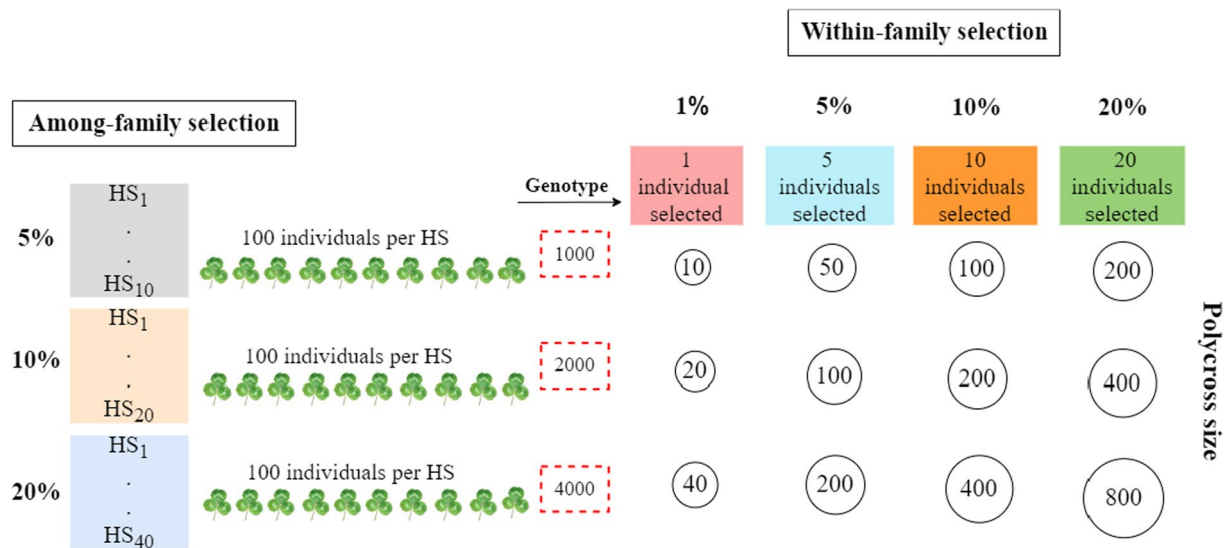 Within-family selection
Among-family selection
1%
5%
10%
20%
Genotype
1
individual
selected
5
individuals
selected
10
individuals
selected
20
individuals
selected
5%
HS1
.
.
HS10
100 individuals per HS
1000
10
50
100
200
10%
HS1
.
.
HS20
100 individuals per HS
2000
20
100
200
400
20%
HS1
.
.
HS40
100 individuals per HS
4000
40
200
400
800
Polycross size